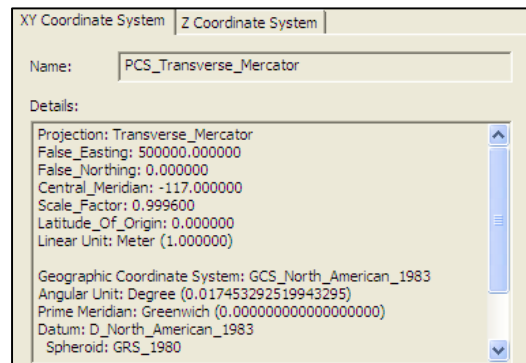 XY Coordinate System Z Coordinate System
Name: PCS_Transverse_Mercator
Details:
Projection: Transverse_Mercator
False_Easting: 500000.000000
False_Northing: 0.000000
Central_Meridian: -117.000000
Scale_Factor: 0.999600
Latitude_Of_Origin: 0.000000
Linear Unit: Meter (1.000000)
Geographic Coordinate System: GCS_North_American_1983
Angular Unit: Degree (0.017453292519943295)
Prime Meridian: Greenwich (0.000000000000000000)
Datum: D_North_American_1983
Spheroid: GRS_1980